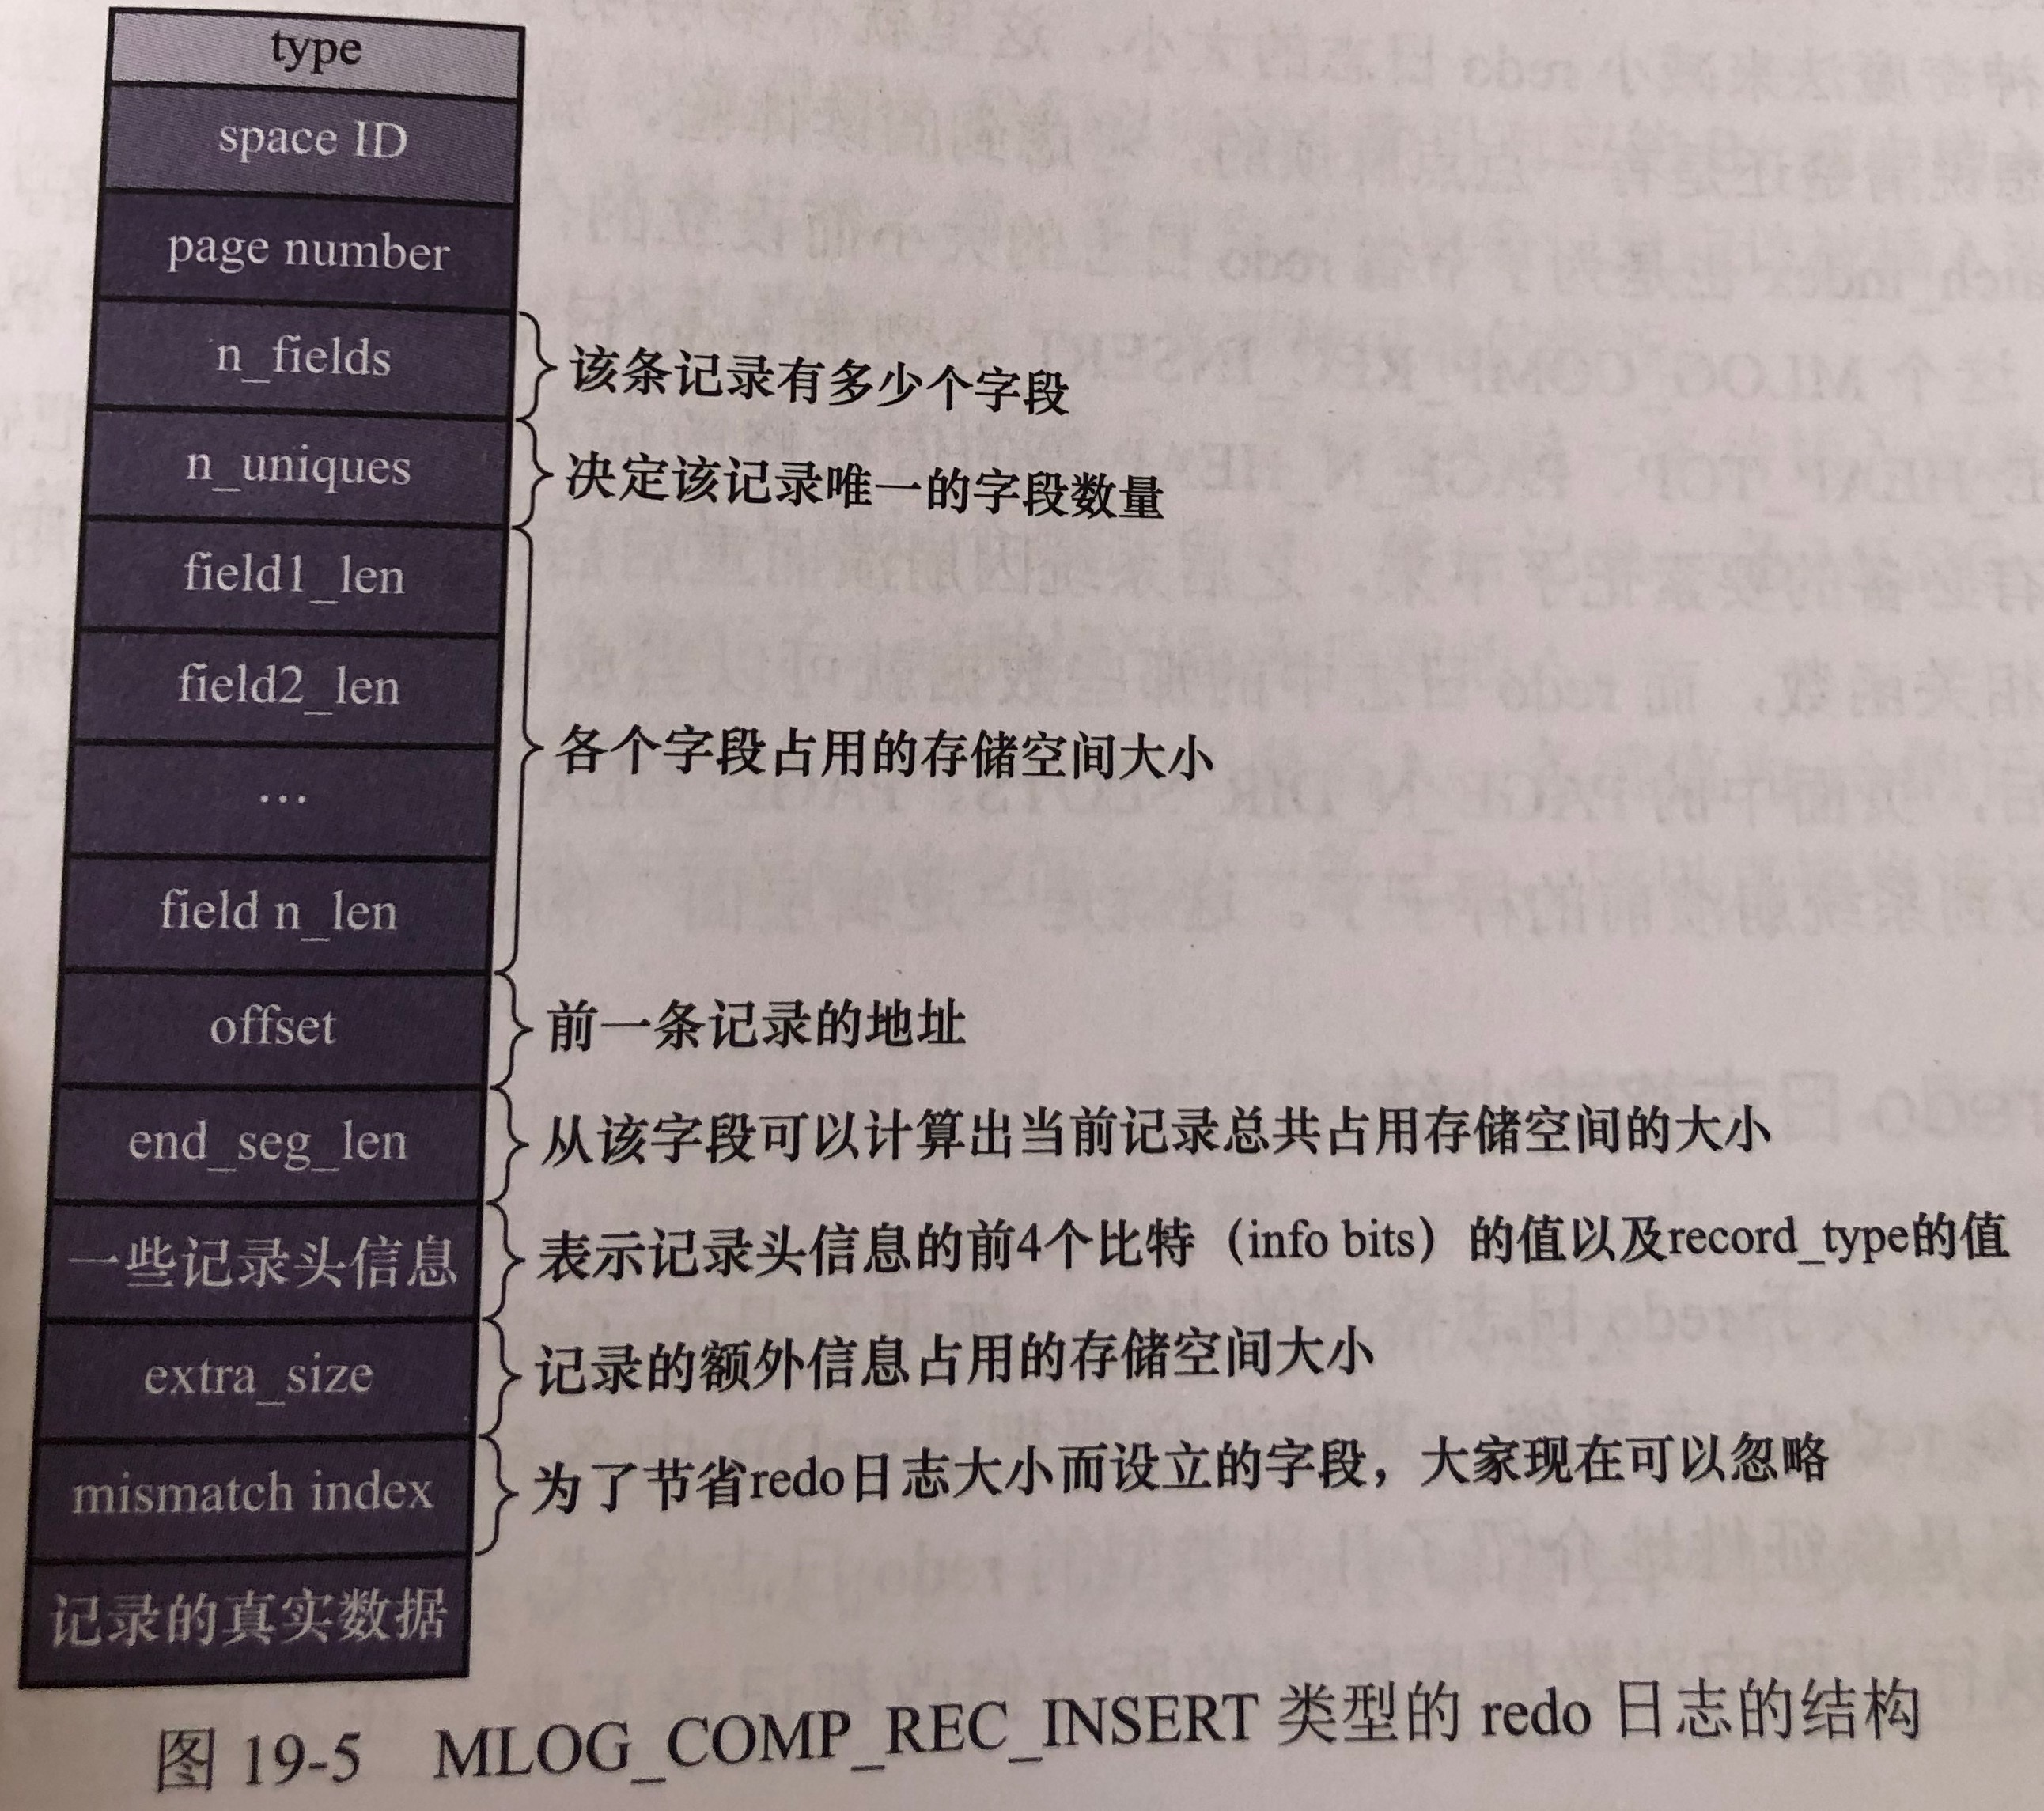 type
space ID
page number
n_fields
该条记录有多少个字段
n_uniques
决定该记录唯一的字段数量
field1_len
field2_len
各个字段占用的存储空间大小
…
field n_len
offset
前一条记录的地址
end_seg_len
从该字段可以计算出当前记录总共占用存储空间的大小
一些记录头信息
表示记录头信息的前4个比特（info bits）的值以及record_type的值
extra_size
记录的额外信息占用的存储空间大小
mismatch index
为了节省redo日志大小而设立的字段，大家现在可以忽略
记录的真实数据
图 19-5 MLOG_COMP_REC_INSERT 类型的 redo 日志的结构